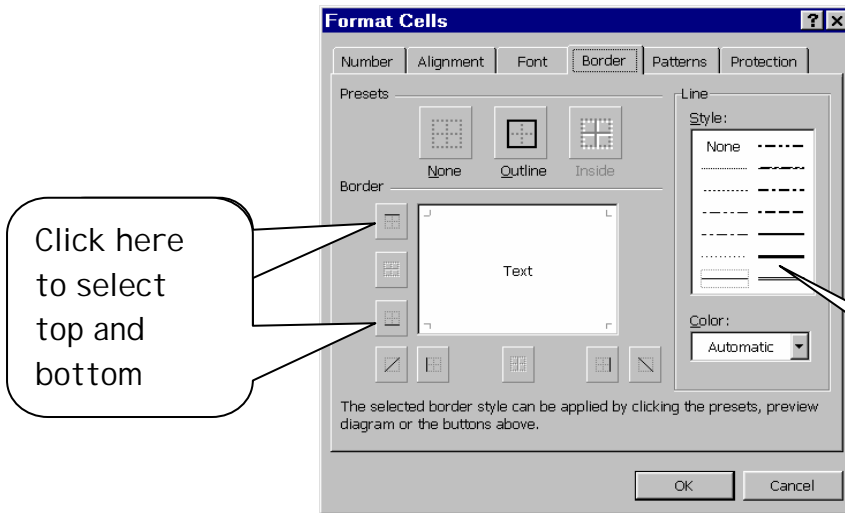 Format Cells
Number Alignment Font Border Patterns Protection
Presets
Line
Style:
None
None Outline Inside
Border
Text
Click here
to select
top and
bottom
Color:
Automatic
The selected border style can be applied by clicking the presets, preview
diagram or the buttons above.
OK Cancel